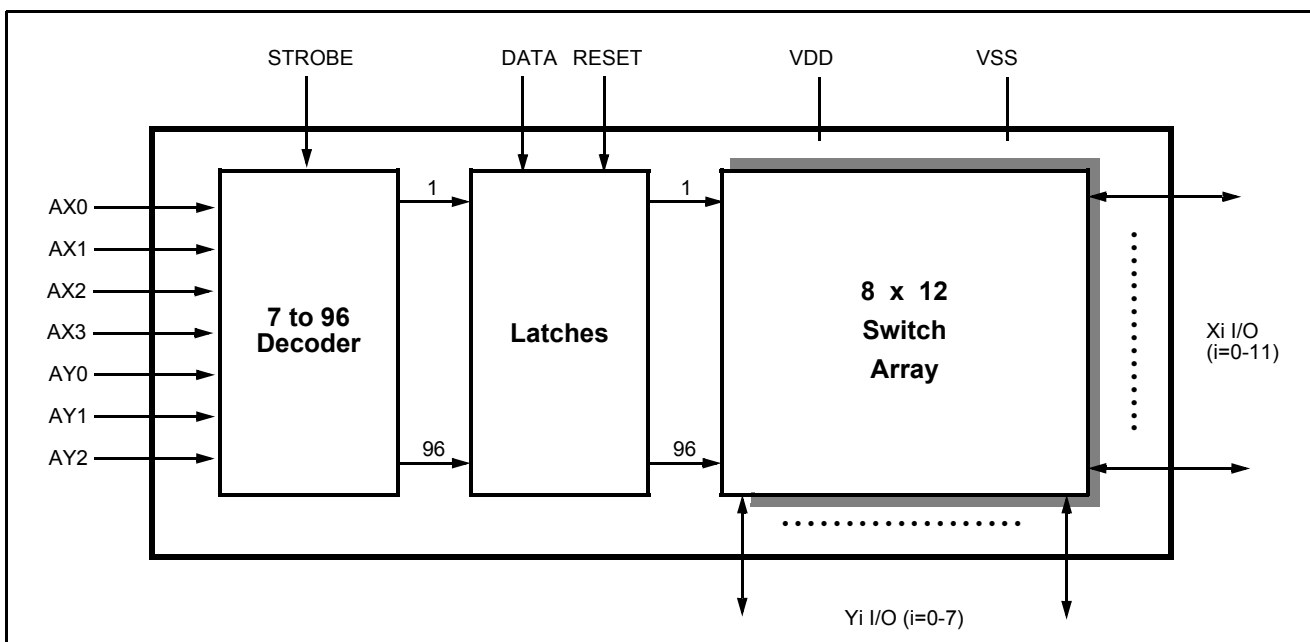 STROBE
DATA
RESET
VDD
VSS
AX0
AX1
AX2
AX3
AY0
AY1
AY2
7 to 96
Decoder
1
96
Latches
1
96
8 x 12
Switch
Array
Xi I/O
(i=0-11)
Yi I/O (i=0-7)